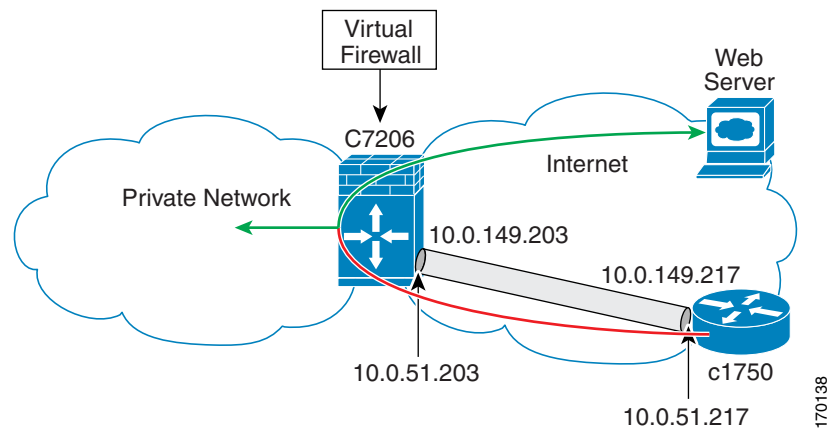 Virtual
Firewall
Web
Server
C7206
Internet
Private Network
10.0.149.203
10.0.149.217
10.0.51.203
c1750
10.0.51.217
170138